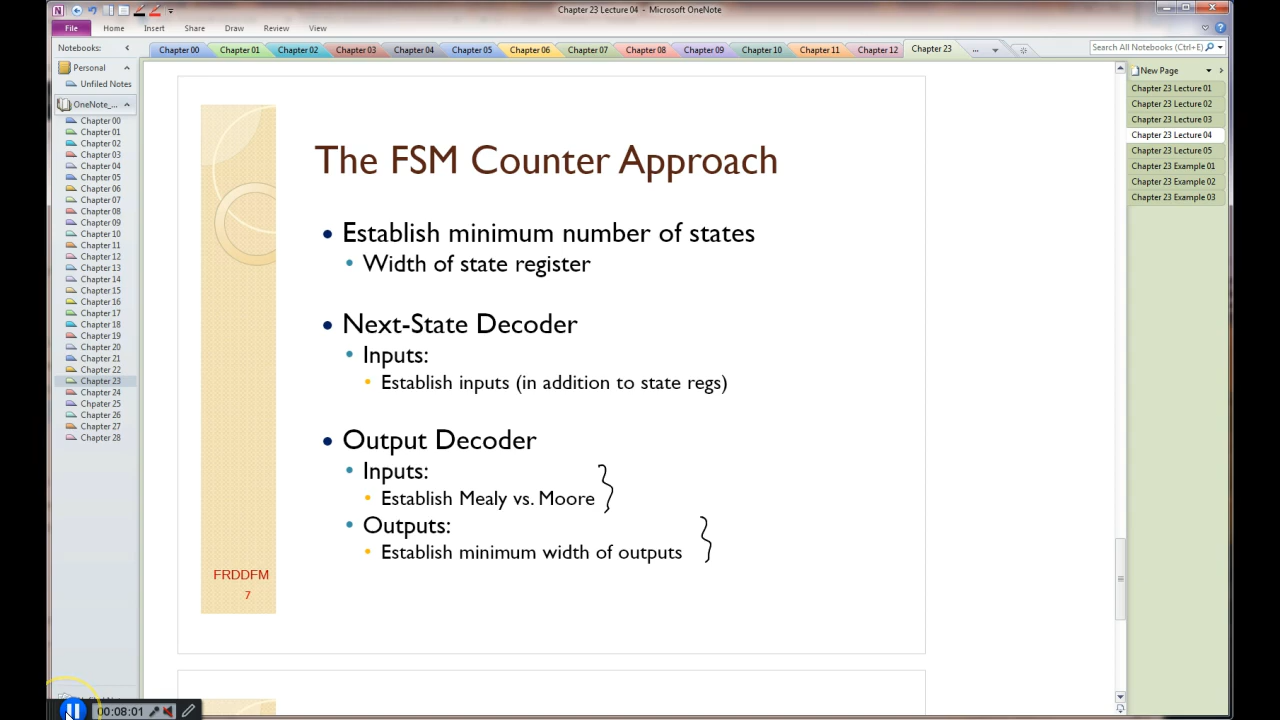 Chapter 23 Lecture 04 - Microsoft OneNote
File Home Insert Share Draw Review View
Notebooks:
Chapter 00 Chapter 01 Chapter 02 Chapter 03 Chapter 04 Chapter 05 Chapter 06 Chapter 07 Chapter 08 Chapter 09 Chapter 10 Chapter 11 Chapter 12 Chapter 23 ...
Search All Notebooks (Ctrl+E)
Personal
Unfiled Notes
OneNote_...
Chapter 00
Chapter 01
Chapter 02
Chapter 03
Chapter 04
Chapter 05
Chapter 06
Chapter 07
Chapter 08
Chapter 09
Chapter 10
Chapter 11
Chapter 12
Chapter 13
Chapter 14
Chapter 15
Chapter 16
Chapter 17
Chapter 18
Chapter 19
Chapter 20
Chapter 21
Chapter 22
Chapter 23
Chapter 24
Chpater 25
Chapter 26
Chapter 27
Chapter 28
The FSM Counter Approach
• Establish minimum number of states
• Width of state register
• Next-State Decoder
• Inputs:
• Establish inputs (in addition to state regs)
• Output Decoder
• Inputs:
• Establish Mealy vs. Moore
• Outputs:
• Establish minimum width of outputs
FRDDFM
7
New Page
Chapter 23 Lecture 01
Chapter 23 Lecture 02
Chapter 23 Lecture 03
Chapter 23 Lecture 04
Chapter 23 Lecture 05
Chapter 23 Example 01
Chapter 23 Example 02
Chapter 23 Example 03
00:08:01